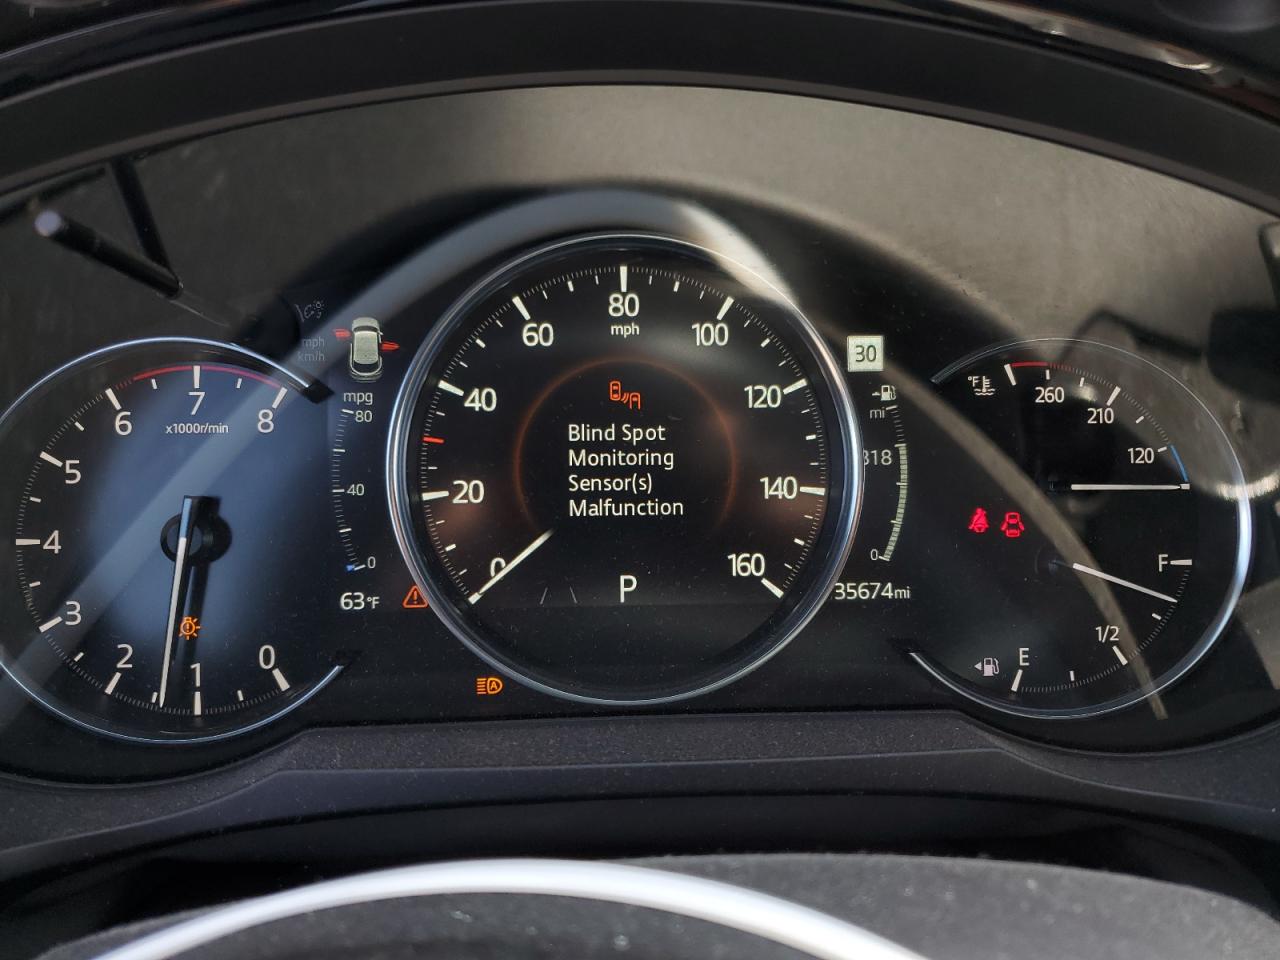 mph
km/h
mpg
80
40
0
63°F
x1000r/min
0
1
2
3
4
5
6
7
8
0
20
40
60
80
mph
100
120
140
160
Blind Spot
Monitoring
Sensor(s)
Malfunction
P
A
30
mi
318
0
35674mi
°F
260
210
120
F
1/2
E